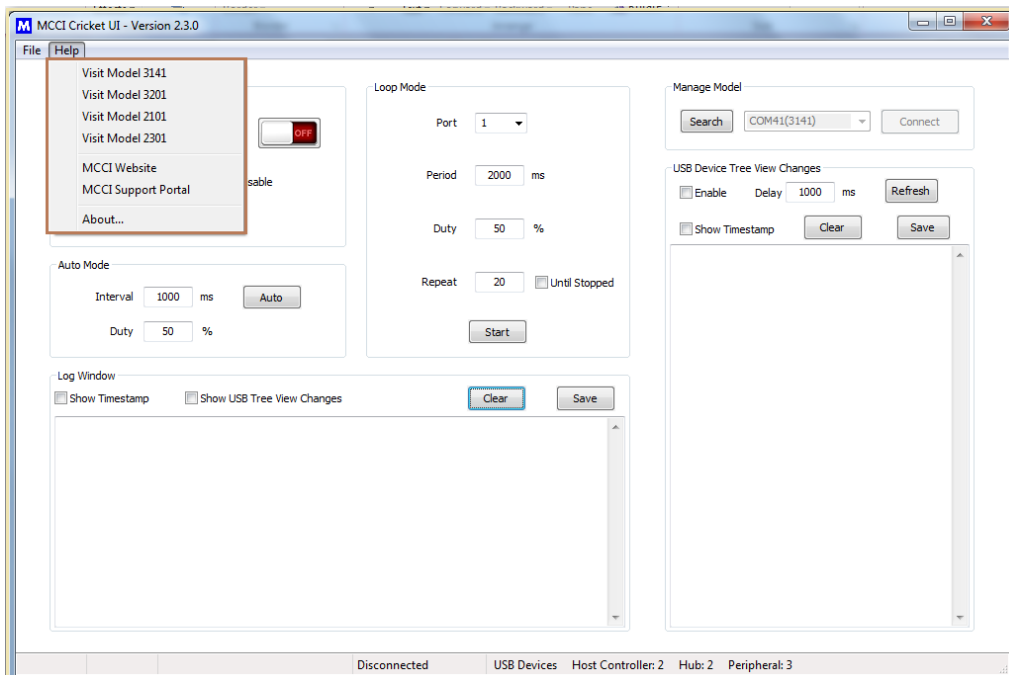 MCCI Cricket UI - Version 2.3.0
File Help
Visit Model 3141
Visit Model 3201
Visit Model 2101
Visit Model 2301
MCCI Website
MCCI Support Portal
About...
OFF
sable
Auto Mode
Interval 1000 ms Auto
Duty 50 %
Loop Mode
Port 1
Period 2000 ms
Duty 50 %
Repeat 20 Until Stopped
Start
Manage Model
Search COM41(3141) Connect
USB Device Tree View Changes
Enable Delay 1000 ms Refresh
Show Timestamp Clear Save
Log Window
Show Timestamp Show USB Tree View Changes Clear Save
Disconnected USB Devices Host Controller: 2 Hub: 2 Peripheral: 3